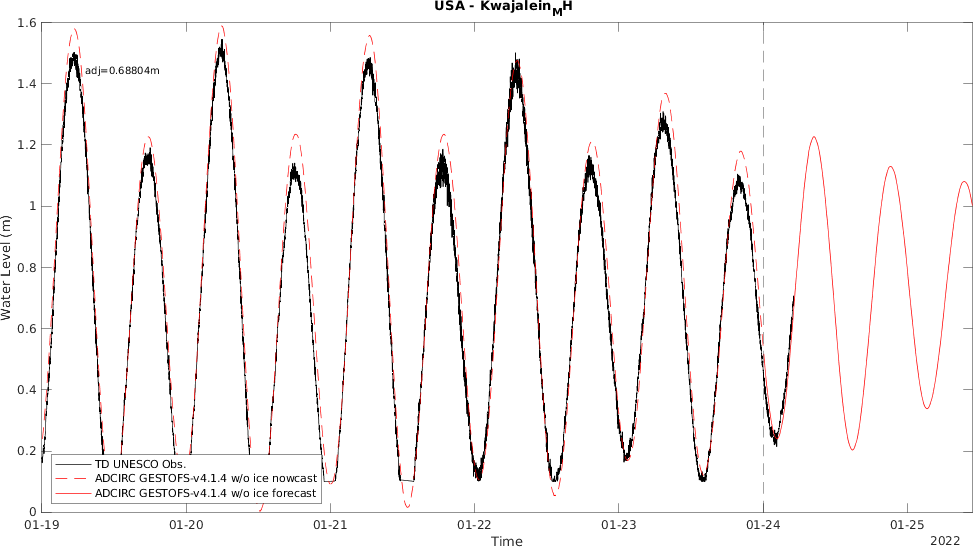 USA - Kwajalein_MH
1.6
1.4
1.2
1
0.8
0.6
0.4
0.2
0
Water Level (m)
adj=0.68804m
TD UNESCO Obs.
ADCIRC GESTOFS-v4.1.4 w/o ice nowcast
ADCIRC GESTOFS-v4.1.4 w/o ice forecast
01-19 01-20 01-21 01-22 01-23 01-24 01-25
Time
2022